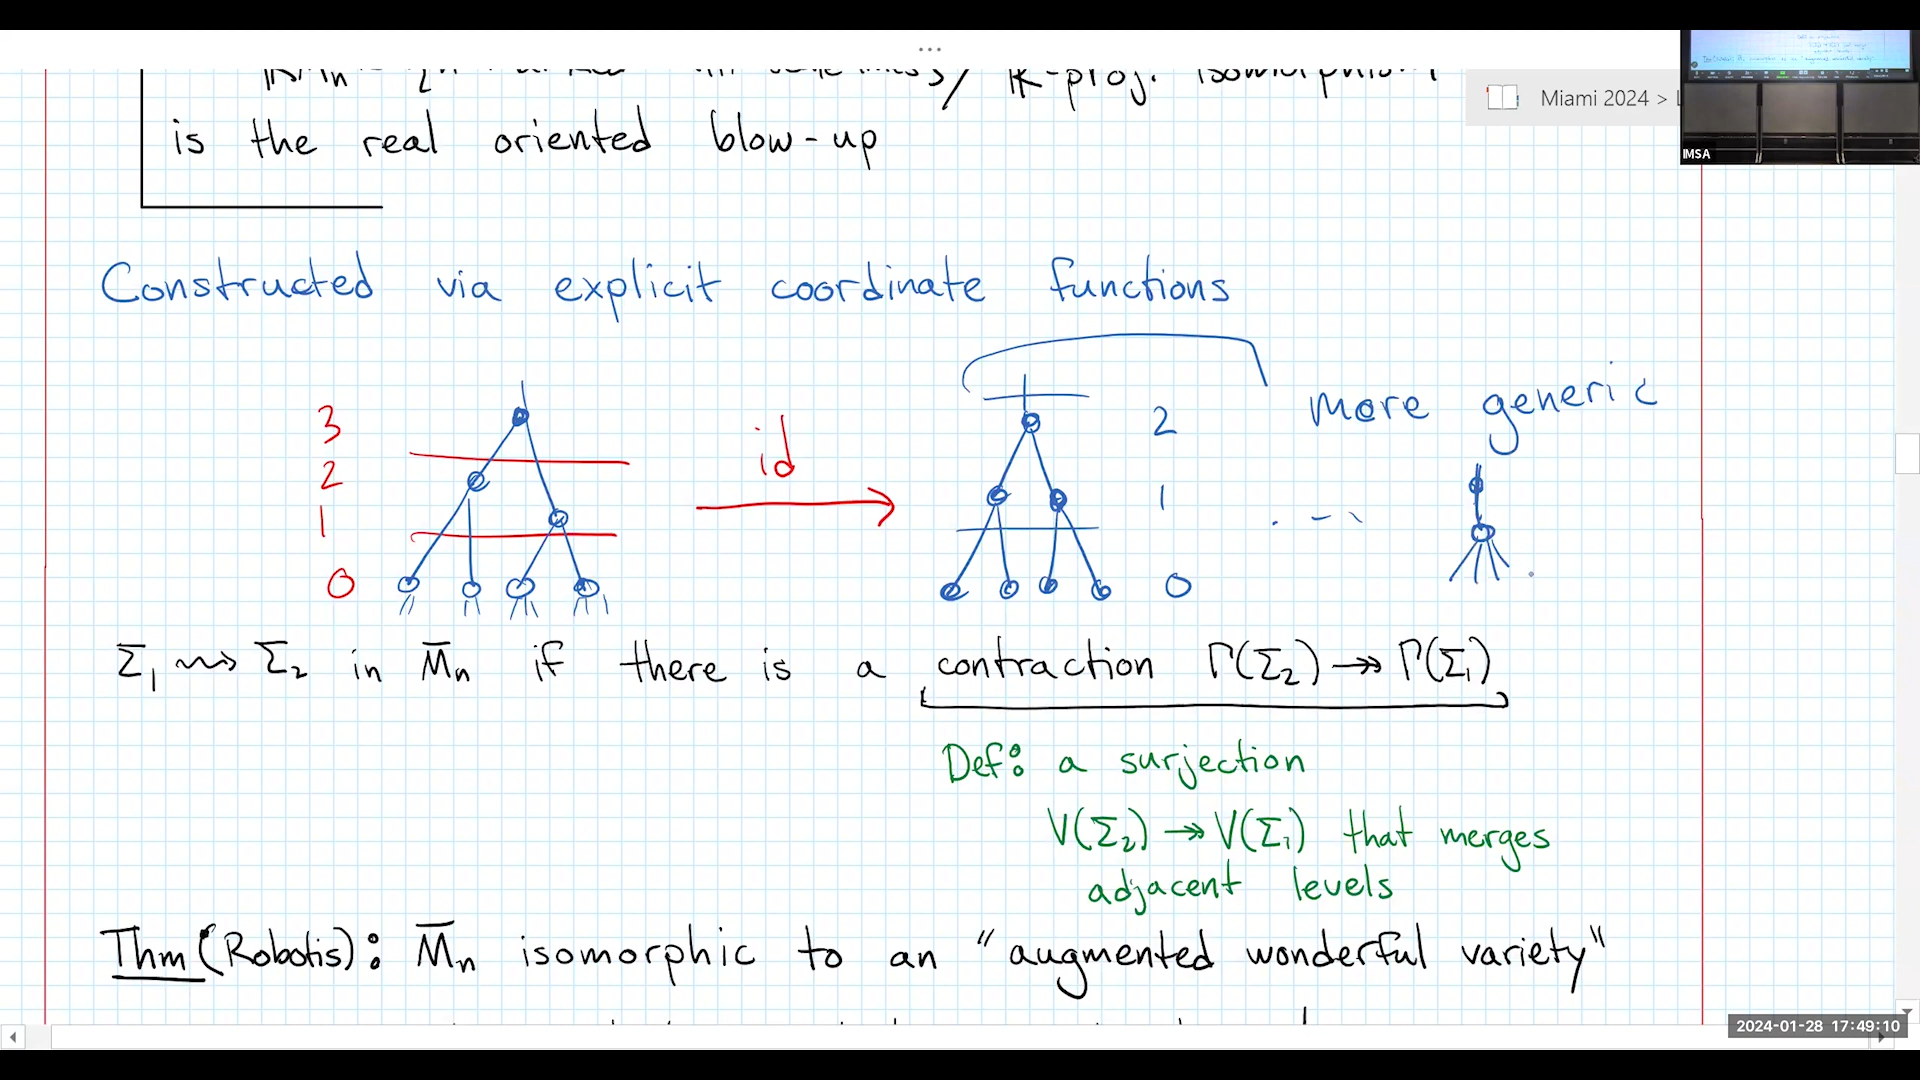 R-proj. isomorphism
Miami 2024 >
IMSA
is the real oriented blow-up
Constructed via explicit coordinate functions
3
2
1
0
id
2
1
0
more generic
Σ₁ ⇝ Σ₂ in M̄ₙ if there is a contraction Γ(Σ₂) ↠ Γ(Σ₁)
Def: a surjection
V(Σ₂) ↠ V(Σ₁) that merges
adjacent levels
Thm (Robotis): M̄ₙ isomorphic to an "augmented wonderful variety"
2024-01-28 17:49:10